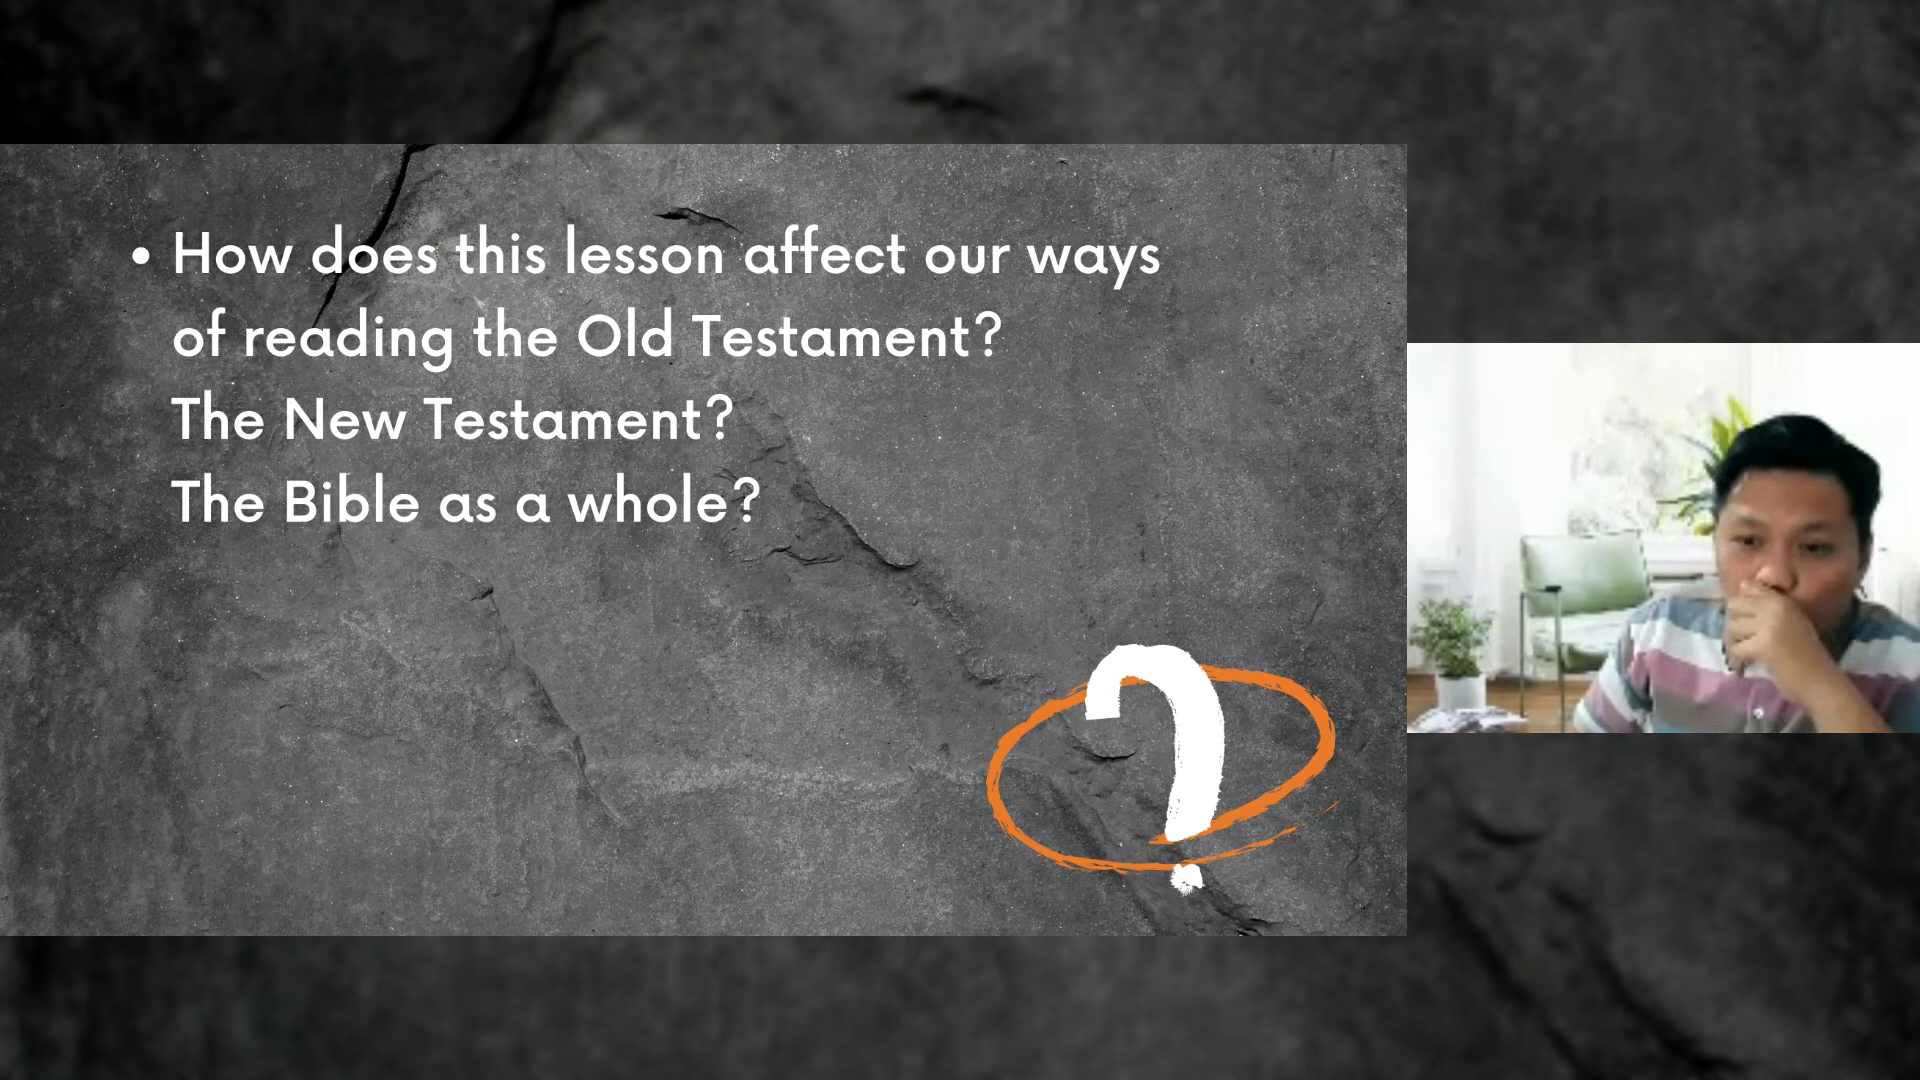 • How does this lesson affect our ways
of reading the Old Testament?
The New Testament?
The Bible as a whole?
?